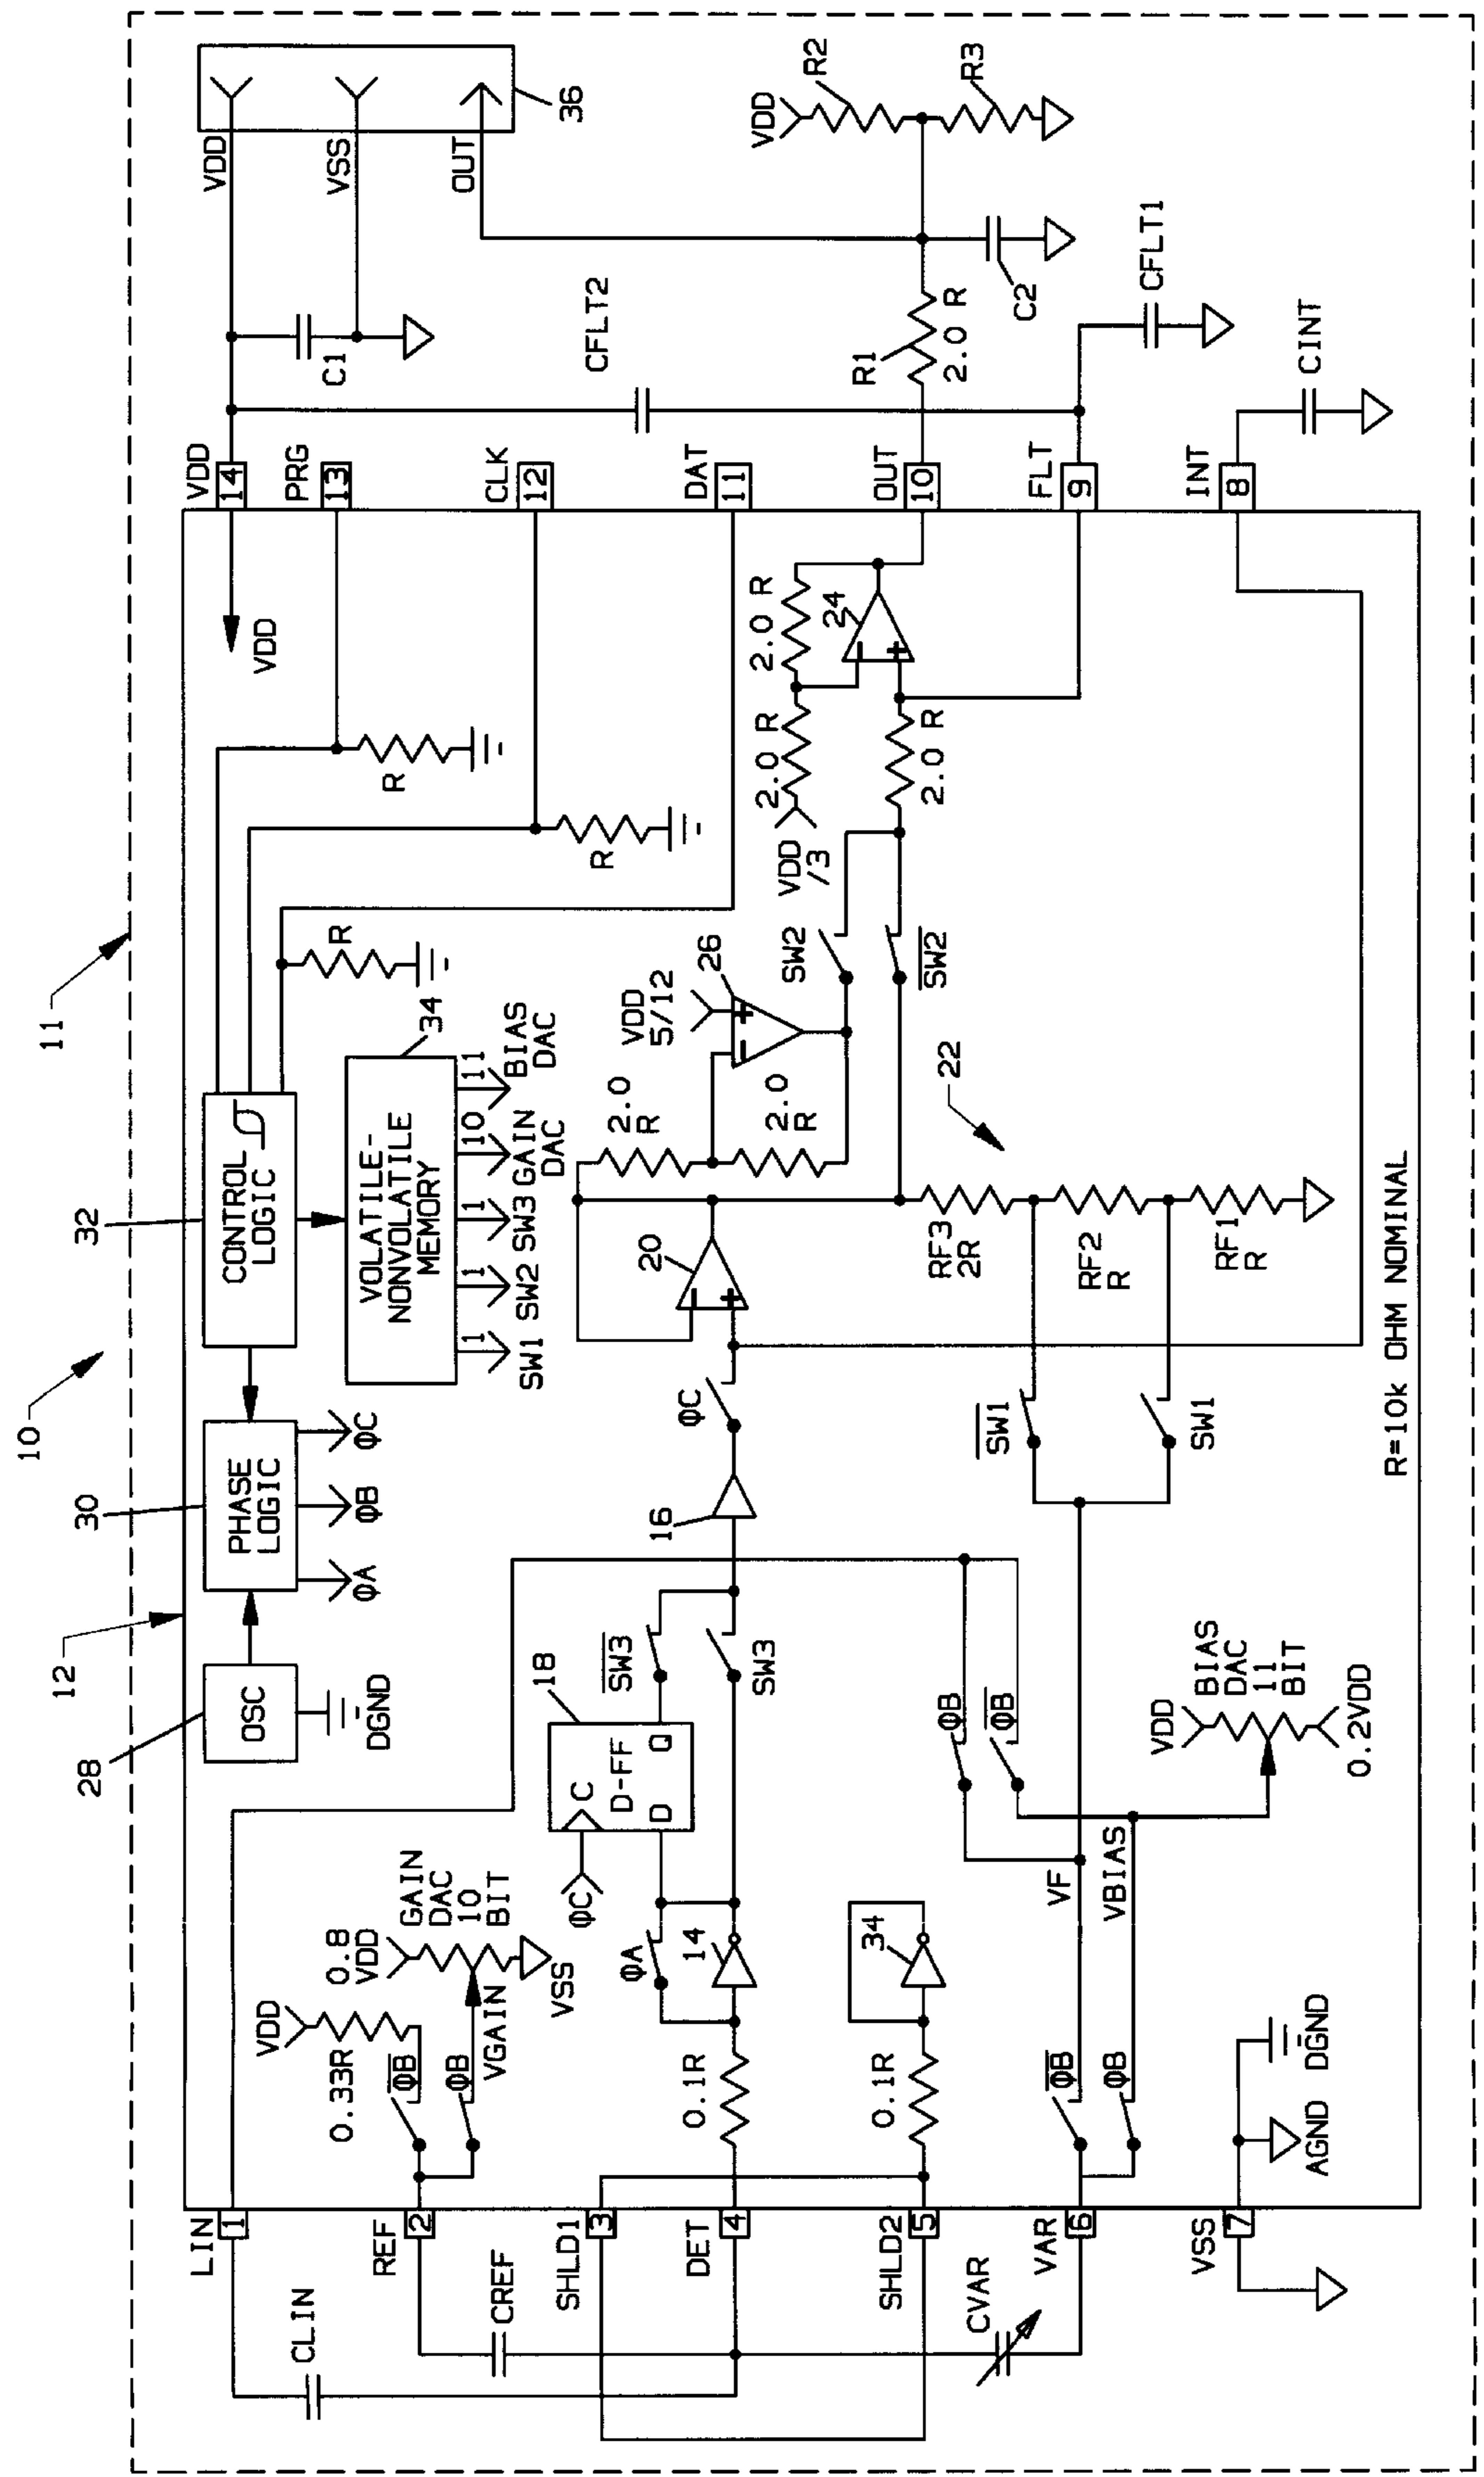 10
11
12
28
OSC
DGND
30
PHASE
LOGIC
ΦA
ΦB
ΦC
32
CONTROL
LOGIC
34
VOLATILE-
NONVOLATILE
MEMORY
1
1
1
10
11
SW1
SW2
SW3
GAIN
DAC
BIAS
DAC
R
R
R
VDD
VDD
14
PRG
13
CLK
12
DAT
11
OUT
10
FLT
9
INT
8
VDD
VSS
OUT
36
C1
CFLT2
R1
2.0 R
C2
VDD
R2
R3
CFLT1
CINT
LIN
1
REF
2
SHLD1
3
DET
4
SHLD2
5
VAR
6
VSS
7
CLIN
CREF
CVAR
VDD
0.33R
ΦB
ΦB
VGAIN
0.8
VDD
GAIN
DAC
10
BIT
VSS
0.1R
ΦA
14
ΦC
C
D-FF
D
Q
18
SW3
SW3
16
ΦC
20
2.0
R
2.0
R
VDD
5/12
26
SW2
SW2
VDD
/3
2.0 R
2.0 R
24
2.0 R
0.1R
34
22
RF3
2R
RF2
R
RF1
R
SW1
SW1
ΦB
ΦB
VF
VBIAS
ΦB
ΦB
VDD
BIAS
DAC
11
BIT
0.2VDD
AGND
DGND
R=10k OHM NOMINAL